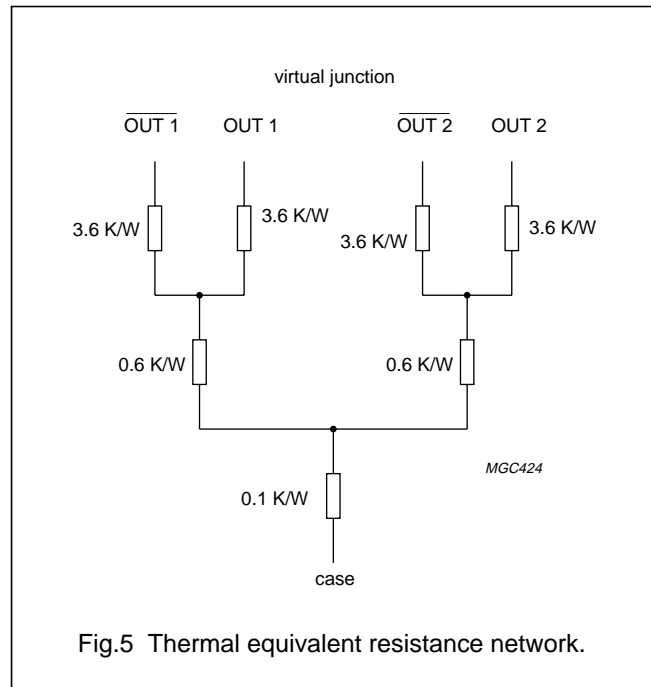 virtual junction
OUT 1 OUT 1 OUT 2 OUT 2
3.6 K/W 3.6 K/W 3.6 K/W 3.6 K/W
0.6 K/W 0.6 K/W
MGC424
0.1 K/W
case
Fig.5 Thermal equivalent resistance network.